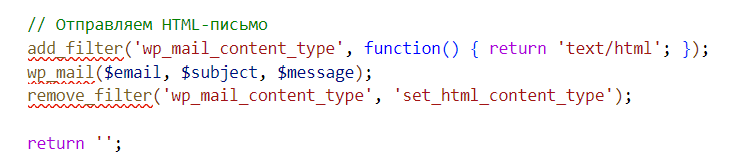 // Отправляем HTML-письмо
add_filter('wp_mail_content_type', function() { return 'text/html'; });
wp_mail($email, $subject, $message);
remove_filter('wp_mail_content_type', 'set_html_content_type');
return '';